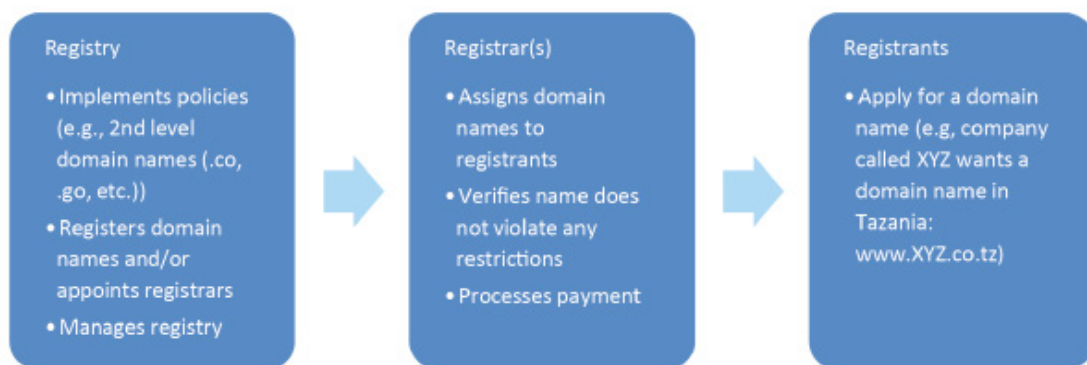 Registry
• Implements policies
(e.g., 2nd level
domain names (.co,
.go, etc.))
• Registers domain
names and/or
appoints registrars
• Manages registry
Registrar(s)
• Assigns domain
names to
registrants
• Verifies name does
not violate any
restrictions
• Processes payment
Registrants
• Apply for a domain
name (e.g, company
called XYZ wants a
domain name in
Tazania:
www.XYZ.co.tz)